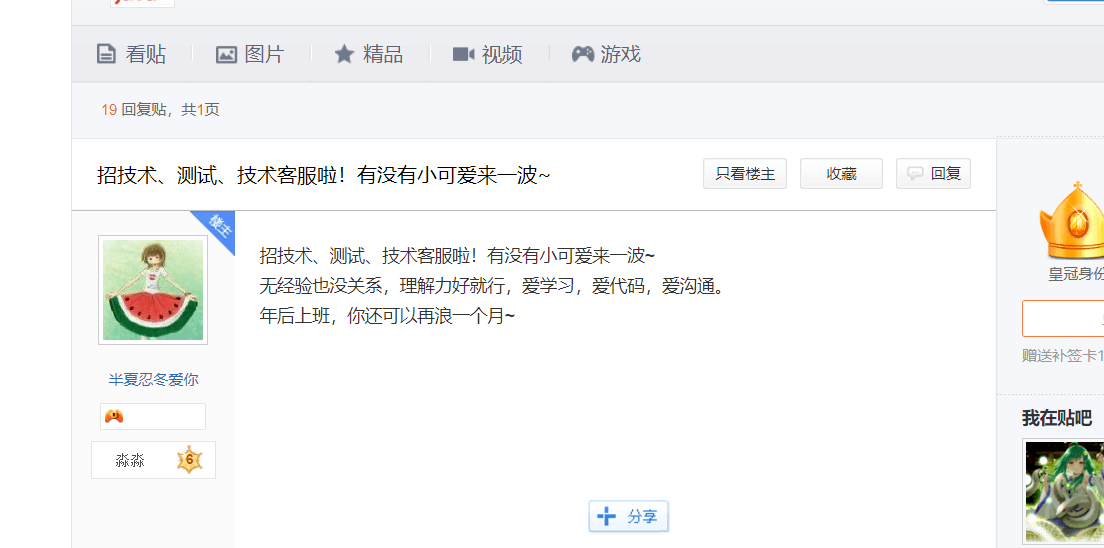 看贴 图片 精品 视频 游戏
19 回复贴，共1页
招技术、测试、技术客服啦！有没有小可爱来一波~ 只看楼主 收藏 回复
楼主
招技术、测试、技术客服啦！有没有小可爱来一波~
无经验也没关系，理解力好就行，爱学习，爱代码，爱沟通。
年后上班，你还可以再浪一个月~
半夏忍冬爱你
淼淼 6
分享
皇冠身份
赠送补签卡1
我在贴吧